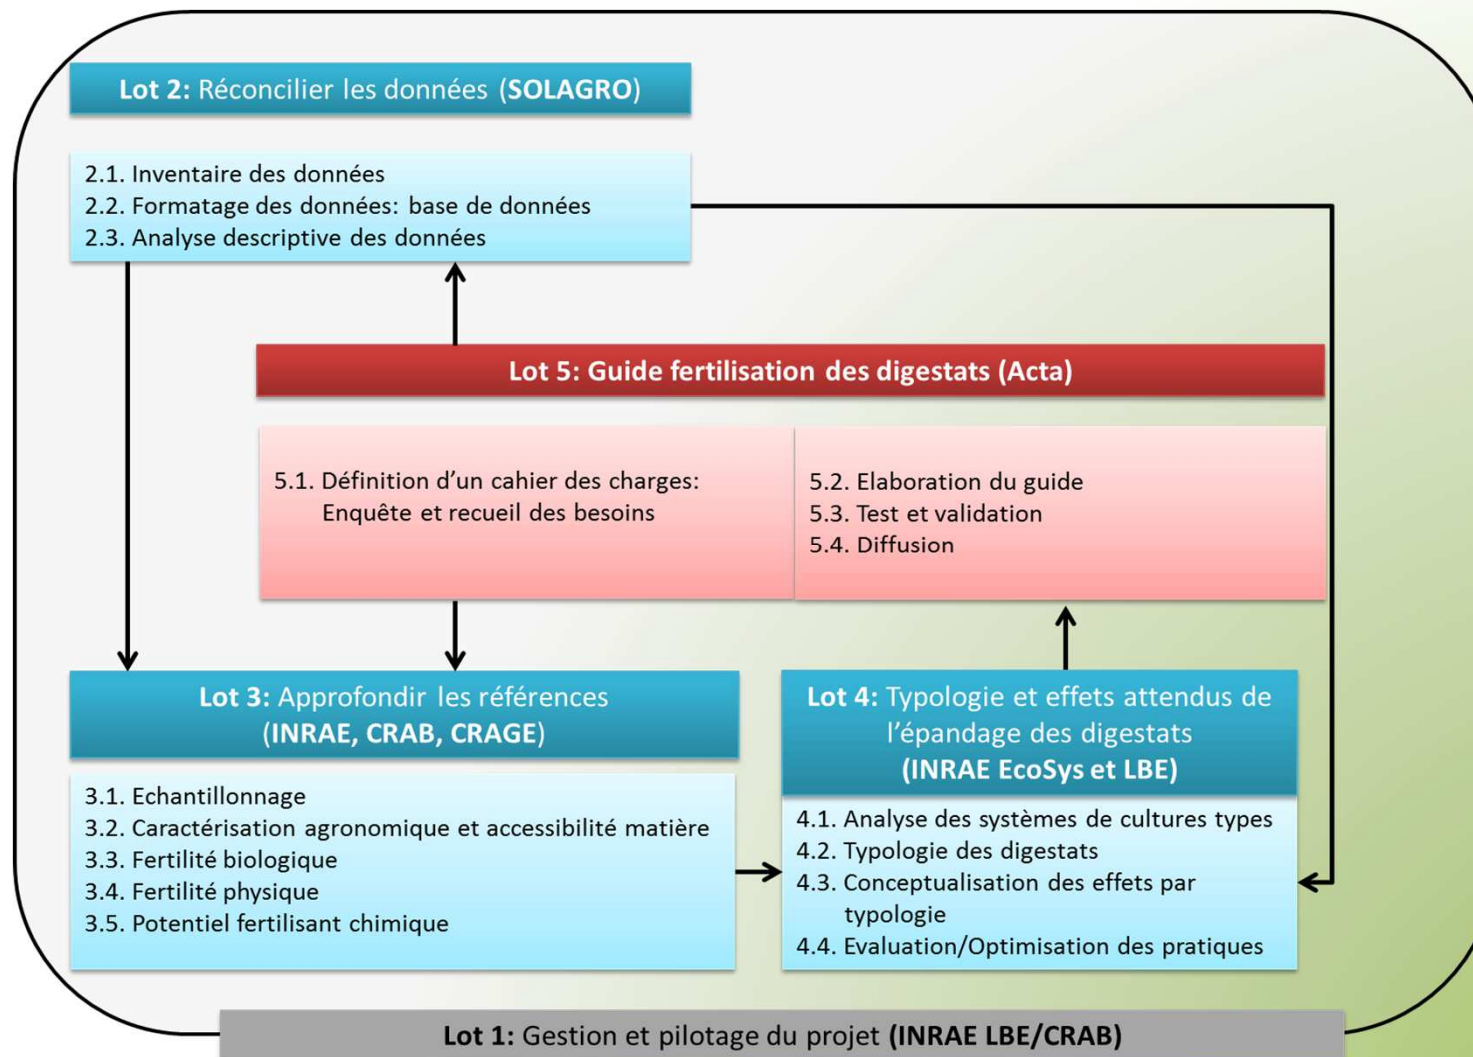 Lot 2: Réconcilier les données (SOLAGRO)
2.1. Inventaire des données
2.2. Formatage des données: base de données
2.3. Analyse descriptive des données
Lot 5: Guide fertilisation des digestats (Acta)
5.1. Définition d’un cahier des charges:
Enquête et recueil des besoins
5.2. Elaboration du guide
5.3. Test et validation
5.4. Diffusion
Lot 3: Approfondir les références
(INRAE, CRAB, CRAGE)
3.1. Echantillonnage
3.2. Caractérisation agronomique et accessibilité matière
3.3. Fertilité biologique
3.4. Fertilité physique
3.5. Potentiel fertilisant chimique
Lot 4: Typologie et effets attendus de
l’épandage des digestats
(INRAE EcoSys et LBE)
4.1. Analyse des systèmes de cultures types
4.2. Typologie des digestats
4.3. Conceptualisation des effets par
typologie
4.4. Evaluation/Optimisation des pratiques
Lot 1: Gestion et pilotage du projet (INRAE LBE/CRAB)